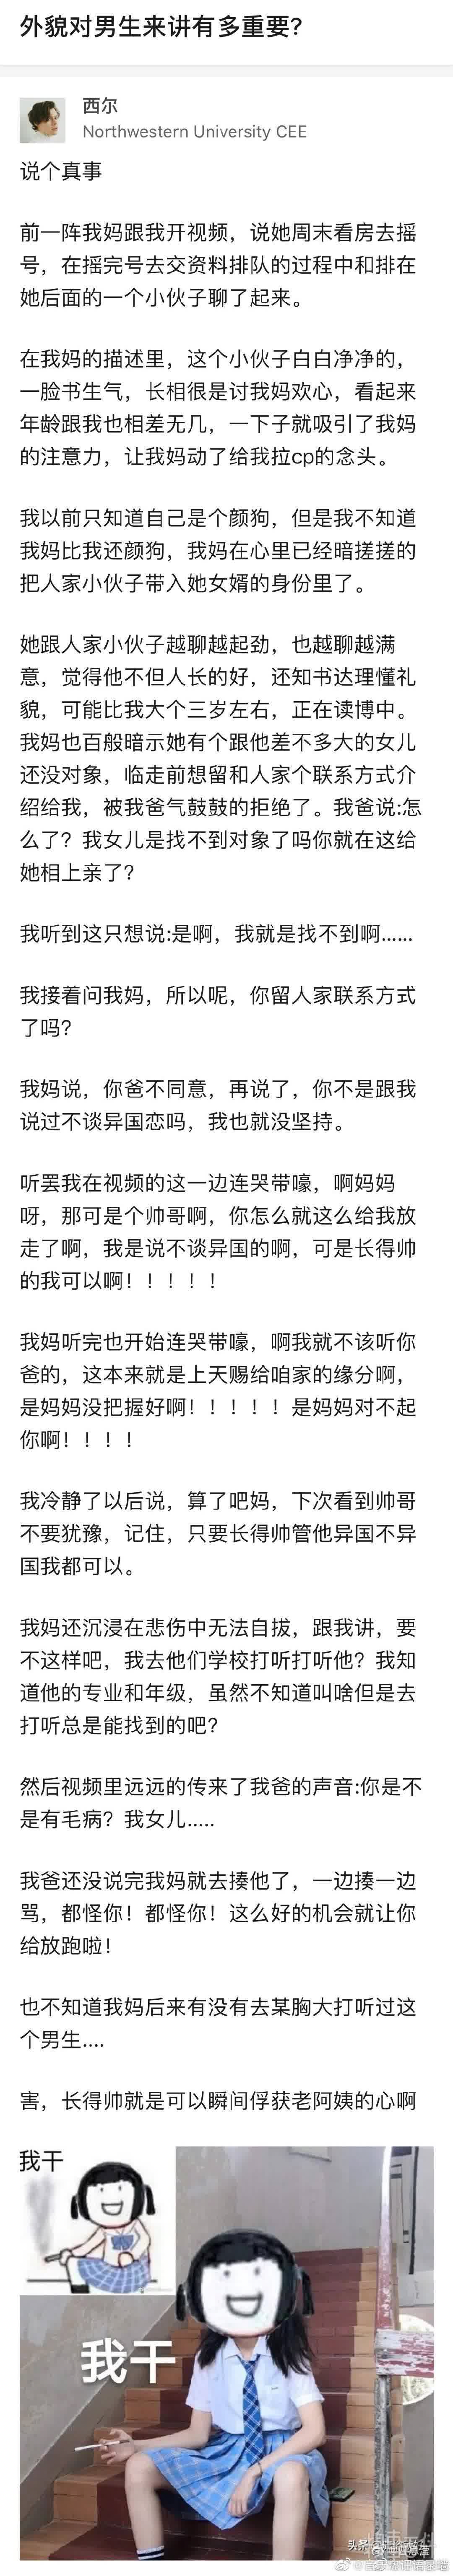 外貌对男生来讲有多重要?
西尔
Northwestern University CEE
说个真事
前一阵我妈跟我开视频，说她周末看房去摇
号，在摇完号去交资料排队的过程中和排在
她后面的一个小伙子聊了起来。
在我妈的描述里，这个小伙子白白净净的，
一脸书生气，长相很是讨我妈欢心，看起来
年龄跟我也相差无几，一下子就吸引了我妈
的注意力，让我妈动了给我拉cp的念头。
我以前只知道自己是个颜狗，但是我不知道
我妈比我还颜狗，我妈在心里已经暗搓搓的
把人家小伙子带入她女婿的身份里了。
她跟人家小伙子越聊越起劲，也越聊越满
意，觉得他不但人长的好，还知书达理懂礼
貌，可能比我大个三岁左右，正在读博中。
我妈也百般暗示她有个跟他差不多大的女儿
还没对象，临走前想留和人家个联系方式介
绍给我，被我爸气鼓鼓的拒绝了。我爸说:怎
么了？我女儿是找不到对象了吗你就在这给
她相上亲了?
我听到这只想说:是啊，我就是找不到啊......
我接着问我妈，所以呢，你留人家联系方式
了吗?
我妈说，你爸不同意，再说了，你不是跟我
说过不谈异国恋吗，我也就没坚持。
听罢我在视频的这一边连哭带嚎，啊妈妈
呀，那可是个帅哥啊，你怎么就这么给我放
走了啊，我是说不谈异国的啊，可是长得帅
的我可以啊！！！！！
我妈听完也开始连哭带嚎，啊我就不该听你
爸的，这本来就是上天赐给咱家的缘分啊，
是妈妈没把握好啊！！！！！是妈妈对不起
你啊！！！！
我冷静了以后说，算了吧妈，下次看到帅哥
不要犹豫，记住，只要长得帅管他异国不异
国我都可以。
我妈还沉浸在悲伤中无法自拔，跟我讲，要
不这样吧，我去他们学校打听打听他？我知
道他的专业和年级，虽然不知道叫啥但是去
打听总是能找到的吧?
然后视频里远远的传来了我爸的声音:你是不
是有毛病？我女儿.....
我爸还没说完我妈就去揍他了，一边揍一边
骂，都怪你！都怪你！这么好的机会就让你
给放跑啦！
也不知道我妈后来有没有去某胸大打听过这
个男生....
害，长得帅就是可以瞬间俘获老阿姨的心啊
我干
我干